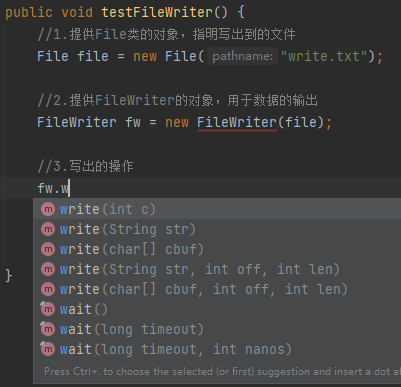 public void testFileWriter() {
//1.提供File类的对象，指明写出到的文件
File file = new File( pathname: "write.txt");
//2.提供FileWriter的对象，用于数据的输出
FileWriter fw = new FileWriter(file);
//3.写出的操作
fw.w
m write(int c)
m write(String str)
m write(char[] cbuf)
m write(String str, int off, int len)
m write(char[] cbuf, int off, int len)
m wait()
m wait(long timeout)
m wait(long timeout, int nanos)
Press Ctrl+. to choose the selected (or first) suggestion and insert a dot af
}